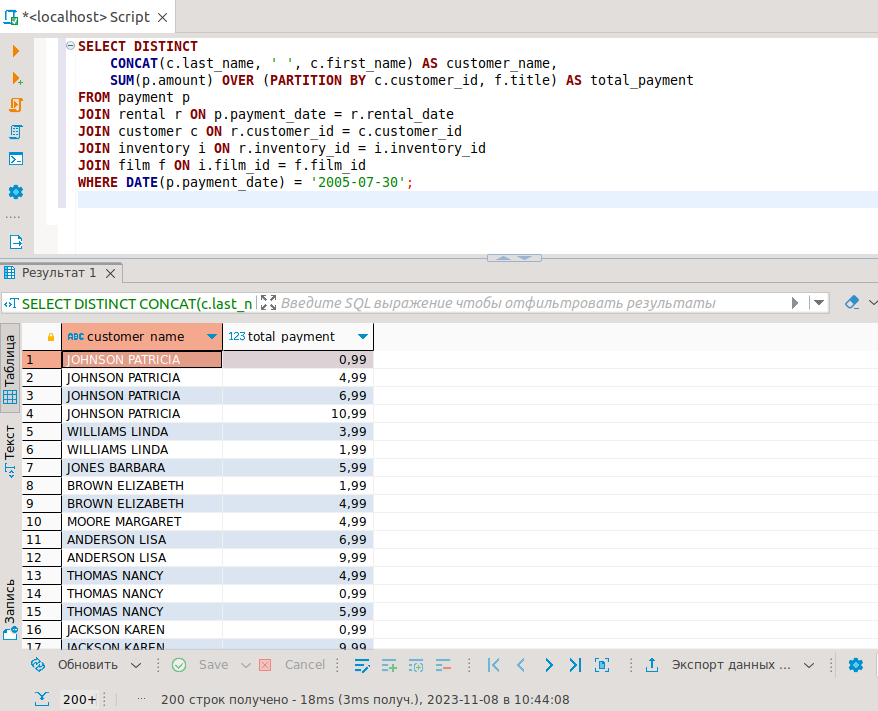 *<localhost> Script
SELECT DISTINCT
CONCAT(c.last_name, ' ', c.first_name) AS customer_name,
SUM(p.amount) OVER (PARTITION BY c.customer_id, f.title) AS total_payment
FROM payment p
JOIN rental r ON p.payment_date = r.rental_date
JOIN customer c ON r.customer_id = c.customer_id
JOIN inventory i ON r.inventory_id = i.inventory_id
JOIN film f ON i.film_id = f.film_id
WHERE DATE(p.payment_date) = '2005-07-30';
Результат 1
SELECT DISTINCT CONCAT(c.last_n
Введите SQL выражение чтобы отфильтровать результаты
Таблица
Текст
Запись
ABC customer_name 123 total_payment
1 JOHNSON PATRICIA 0,99
2 JOHNSON PATRICIA 4,99
3 JOHNSON PATRICIA 6,99
4 JOHNSON PATRICIA 10,99
5 WILLIAMS LINDA 3,99
6 WILLIAMS LINDA 1,99
7 JONES BARBARA 5,99
8 BROWN ELIZABETH 1,99
9 BROWN ELIZABETH 4,99
10 MOORE MARGARET 4,99
11 ANDERSON LISA 6,99
12 ANDERSON LISA 9,99
13 THOMAS NANCY 4,99
14 THOMAS NANCY 0,99
15 THOMAS NANCY 5,99
16 JACKSON KAREN 0,99
17 JACKSON KAREN 9,99
Обновить Save Cancel Экспорт данных ...
200+ ... 200 строк получено - 18ms (3ms получ.), 2023-11-08 в 10:44:08